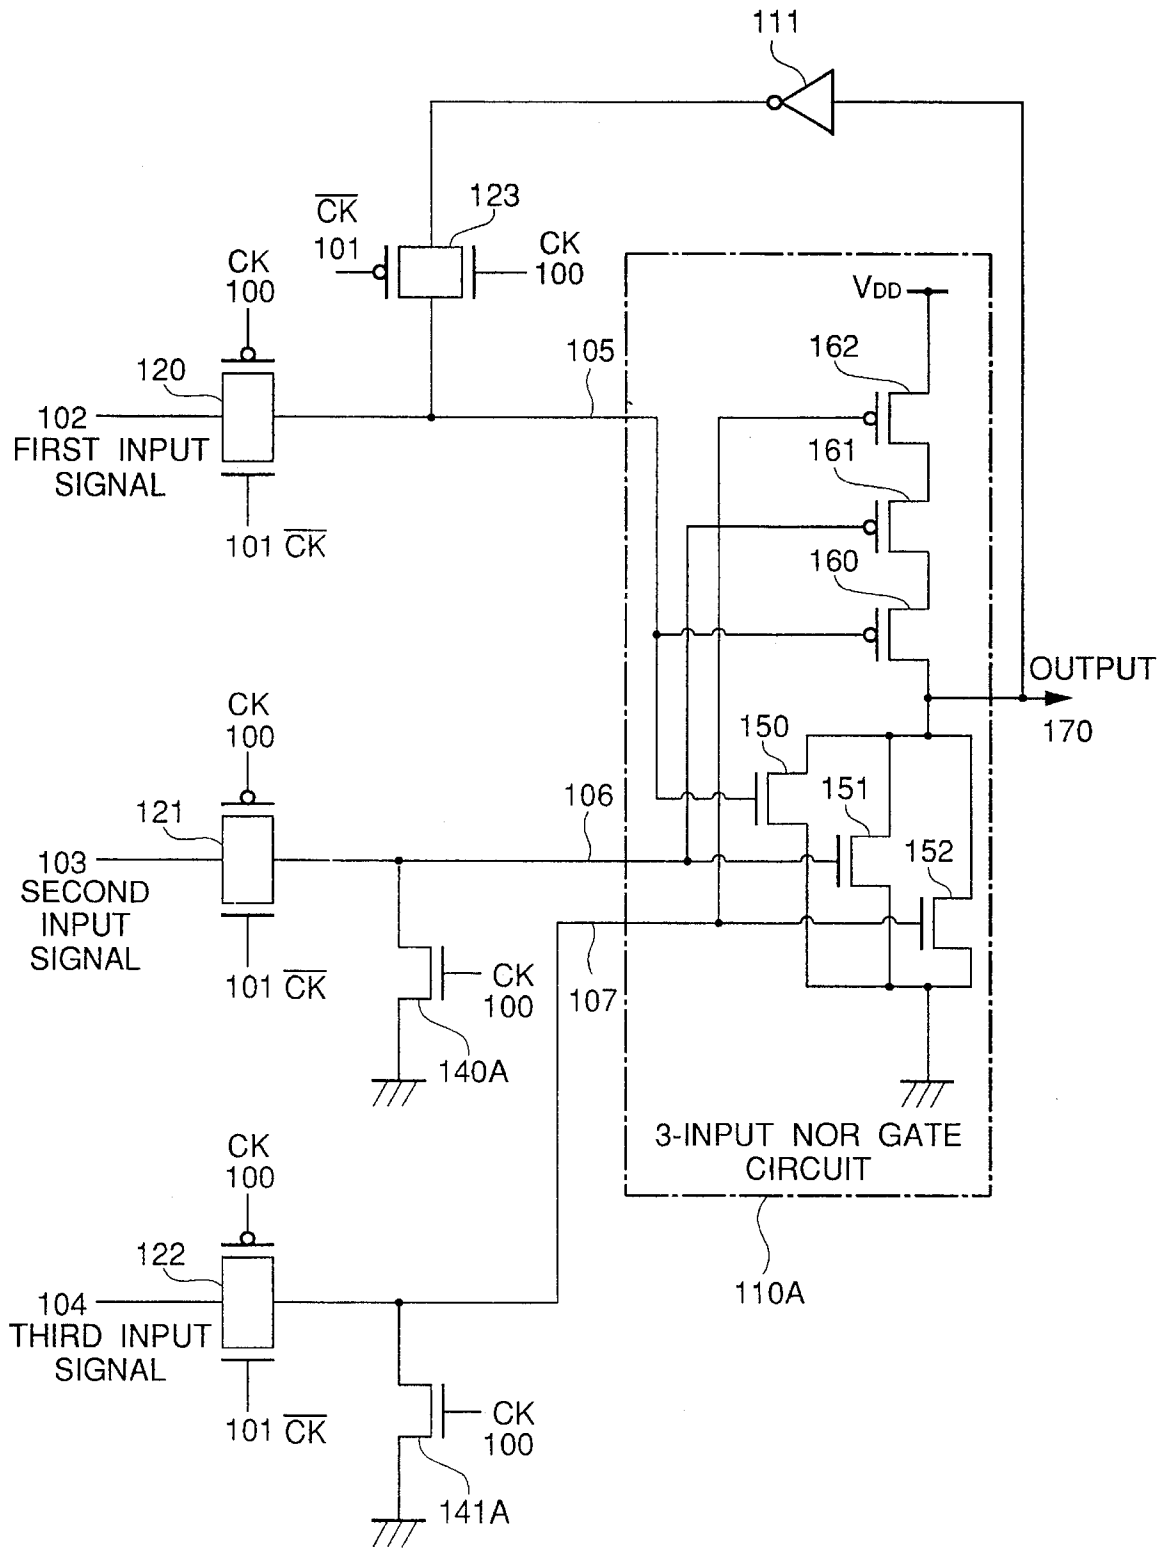 111
CK
101
123
CK
100
CK
100
120
102
FIRST INPUT
SIGNAL
101 CK
105
VDD
162
161
160
OUTPUT
170
CK
100
121
103
SECOND
INPUT
SIGNAL
101 CK
106
150
151
152
CK
100
140A
107
3-INPUT NOR GATE
CIRCUIT
110A
CK
100
122
104
THIRD INPUT
SIGNAL
101 CK
CK
100
141A